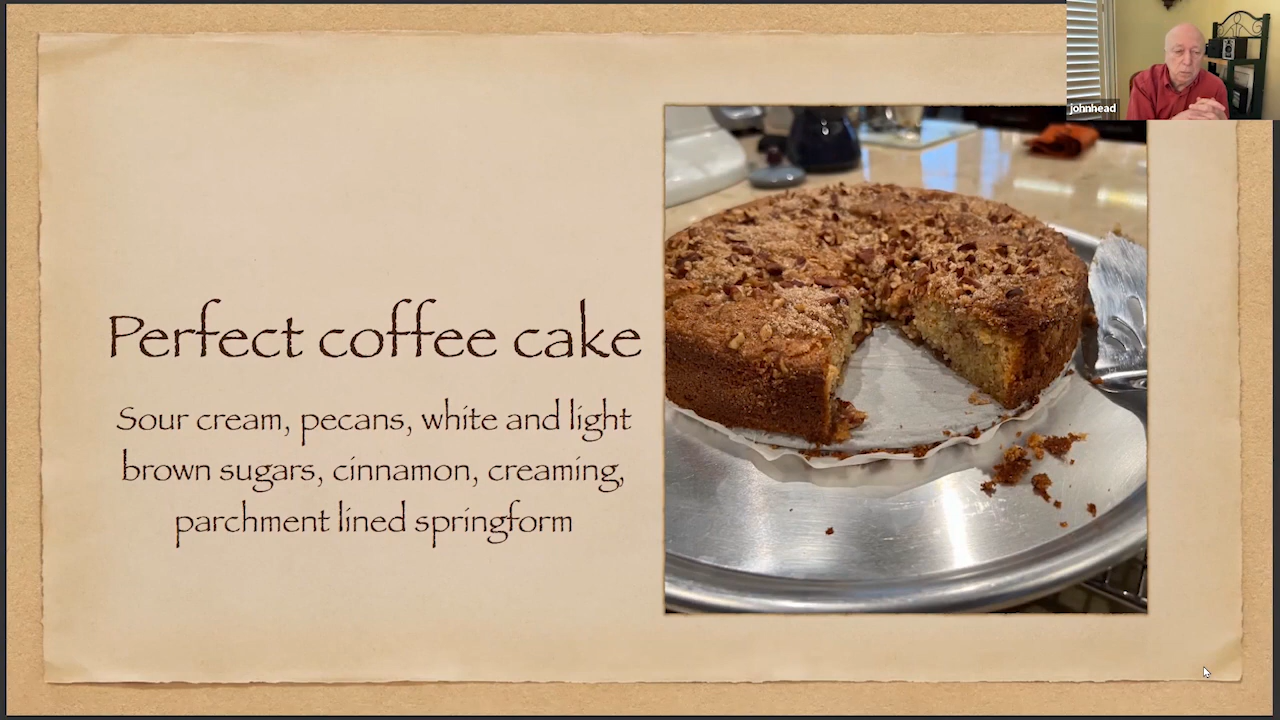 johnhead
Perfect coffee cake
Sour cream, pecans, white and light
brown sugars, cinnamon, creaming,
parchment lined springform